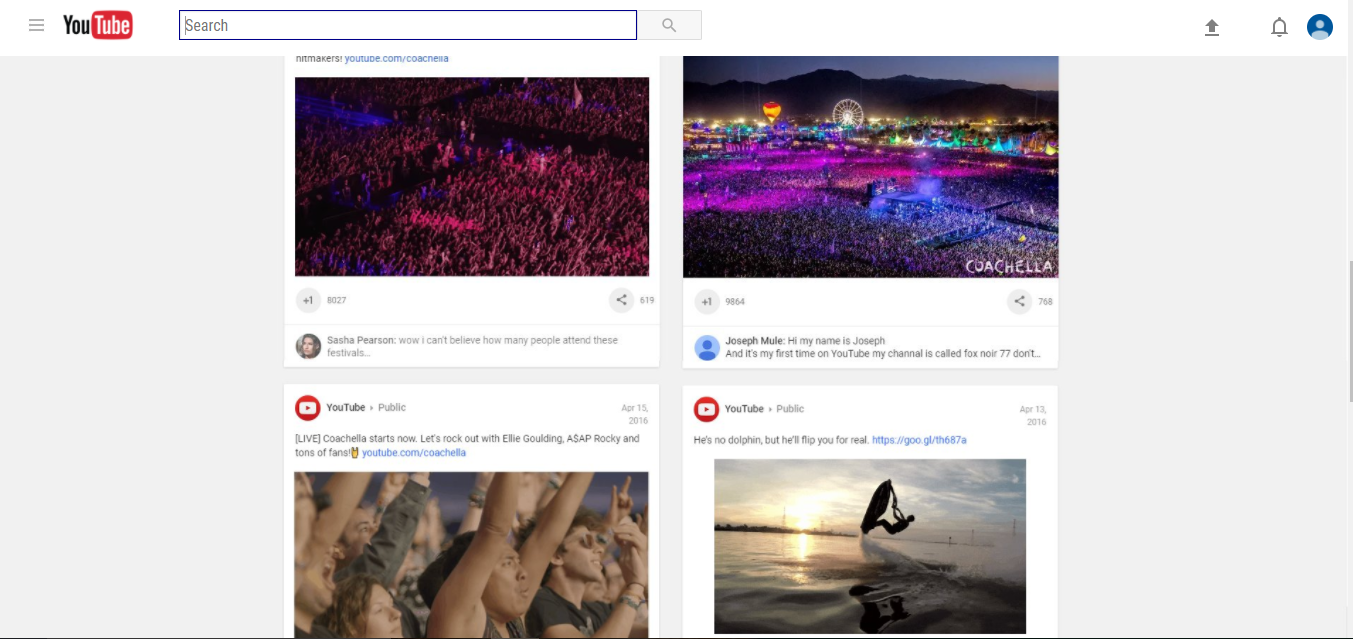 YouTube
Search
hitmakers! youtube.com/coachella
+1 8027 619
Sasha Pearson: wow i can't believe how many people attend these
festivals...
COACHELLA
+1 9864 768
Joseph Mule: Hi my name is Joseph
And it's my first time on YouTube my channal is called fox noir 77 don't...
YouTube ▸ Public
Apr 15,
2016
[LIVE] Coachella starts now. Let's rock out with Ellie Goulding, A$AP Rocky and
tons of fans!🤘 youtube.com/coachella
YouTube ▸ Public
Apr 13,
2016
He's no dolphin, but he'll flip you for real. https://goo.gl/th687a